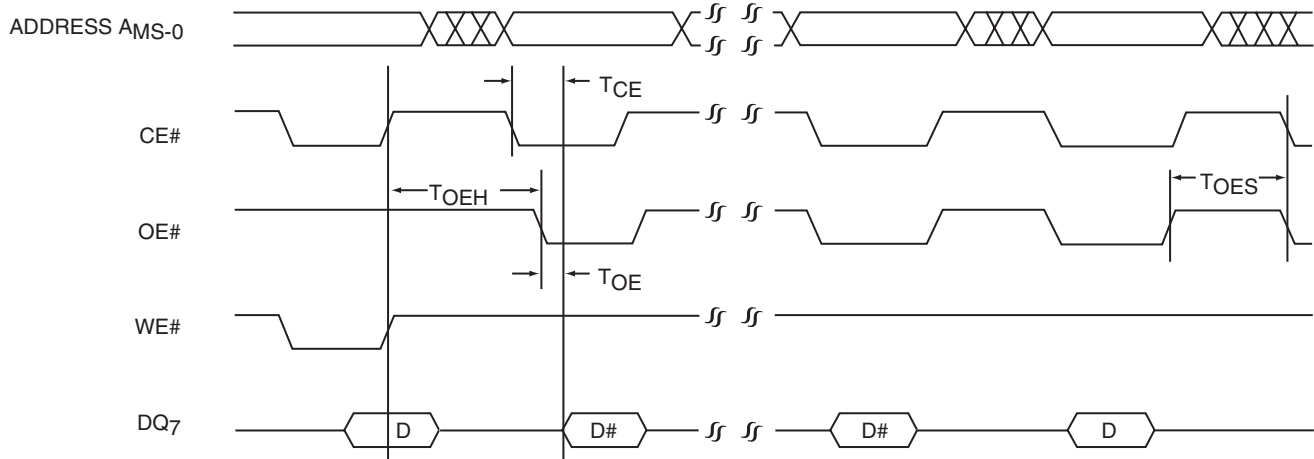 ADDRESS AMS-0
TCE
CE#
TOEH
TOES
OE#
TOE
WE#
DQ7
D
D#
D#
D